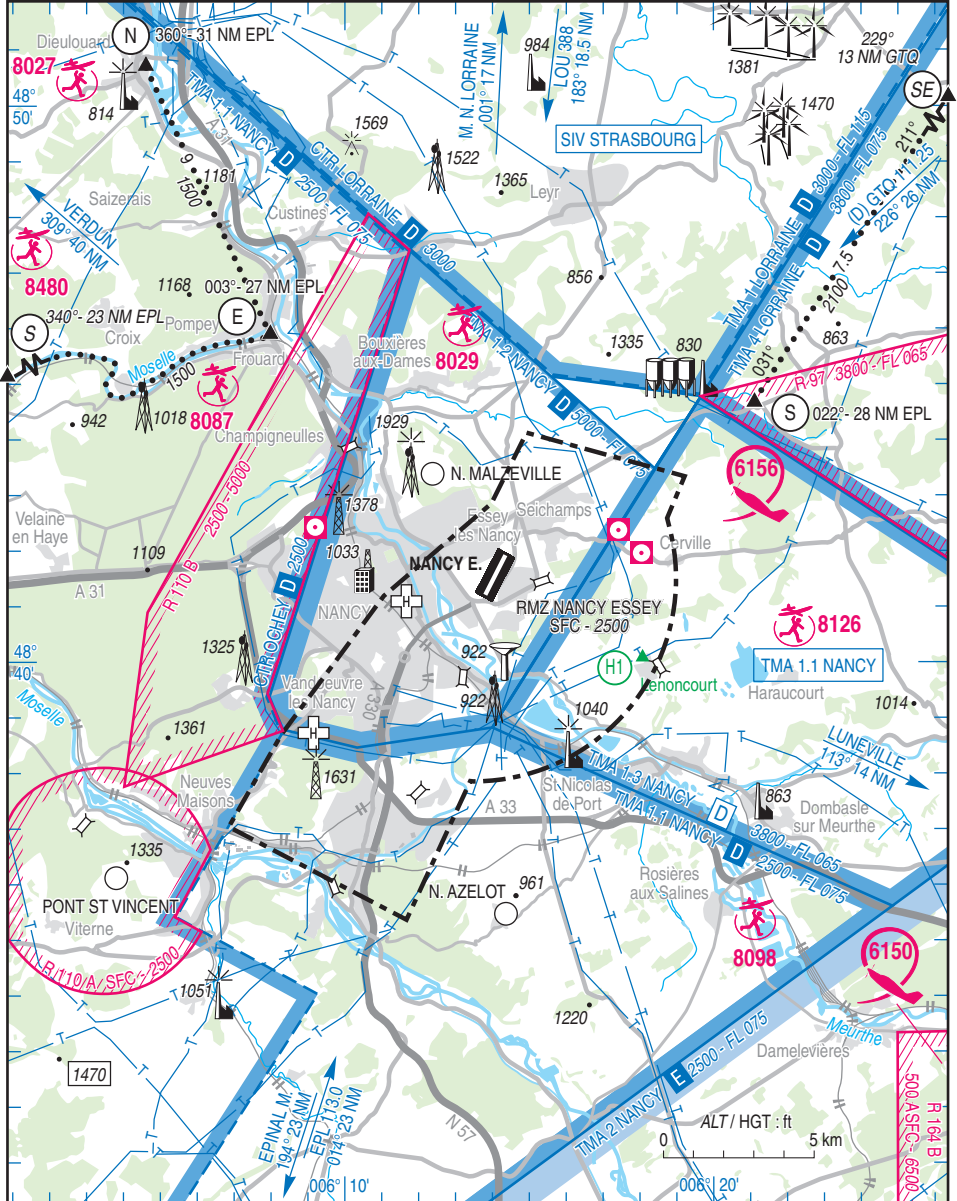 Dieulouard
N
360° - 31 NM EPL
8027
48°
50'
814
A 31
TMA 1.1 NANCY D 2500 - FL 075
CTR LORRAINE D 3000
1569
1522
1365
Leyr
M. N. LORRAINE
001° 17 NM
984
LOU 388
183° 18.5 NM
SIV STRASBOURG
1381
1470
229°
13 NM GTQ
SE
211°
TMA 1 LORRAINE D 3000 - FL 115
TMA 4 LORRAINE D 3800 - FL 075
(D) GTQ 111.125
226° 26 NM
7.5
2100
031°
9
1500
1181
Saizerais
Custines
VERDUN
309° 40 NM
8480
1168
003° - 27 NM EPL
E
S
340° - 23 NM EPL
Croix
Pompey
Frouard
Moselle
1500
1018
942
8087
Bouxières
aux-Dames
8029
TMA 1.2 NANCY D 5000 - FL 075
856
1335
830
863
R 97 3800 - FL 065
S
022° - 28 NM EPL
Champigneulles
1929
N. MALZEVILLE
6156
R 110 B 2500 - 5000
Velaine
en Haye
1109
A 31
1378
1033
NANCY
Essey
les Nancy
Seichamps
Cerville
NANCY E.
RMZ NANCY ESSEY
SFC - 2500
CTR OCHEY D 2500
48°
40
1325
H
922
922
H1
Lenoncourt
8126
TMA 1.1 NANCY
Haraucourt
1014
Moselle
Vandoeuvre
les Nancy
A 330
H
1361
1631
1040
LUNEVILLE
113° 14 NM
Neuves
Maisons
A 33
St Nicolas
de Port
TMA 1.3 NANCY D 3800 - FL 065
TMA 1.1 NANCY D 2500 - FL 075
863
Dombasle
sur Meurthe
1335
PONT ST VINCENT
Viterne
R 110 A SFC - 2500
N. AZELOT
961
Rosières
aux Salines
8098
6150
1051
1220
Meurthe
Damelevières
1470
EPINAL M.
194° 23 NM
EPL 113.0
014° 23 NM
N 57
TMA 2 NANCY E 2500 - FL 075
R 164 B
500 ASFC - 6500
ALT / HGT : ft
0
5 km
006° 10'
006° 20'